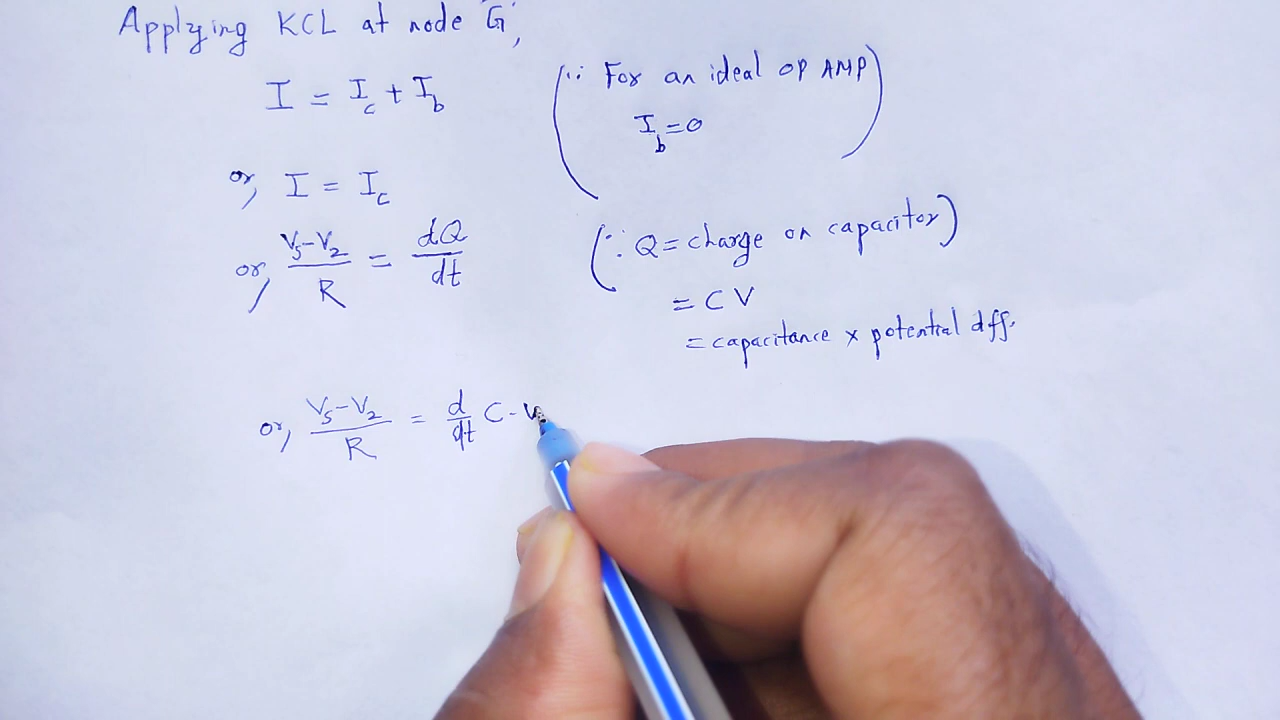 Applying KCL at node 'G',
I = I_c + I_b (∵ For an ideal OP AMP
I_b = 0)
or, I = I_c
or, (V_s - V_2)/R = dQ/dt (∵ Q = charge on capacitor)
= C V
= capacitance × potential diff.
or, (V_s - V_2)/R = d/dt C - V